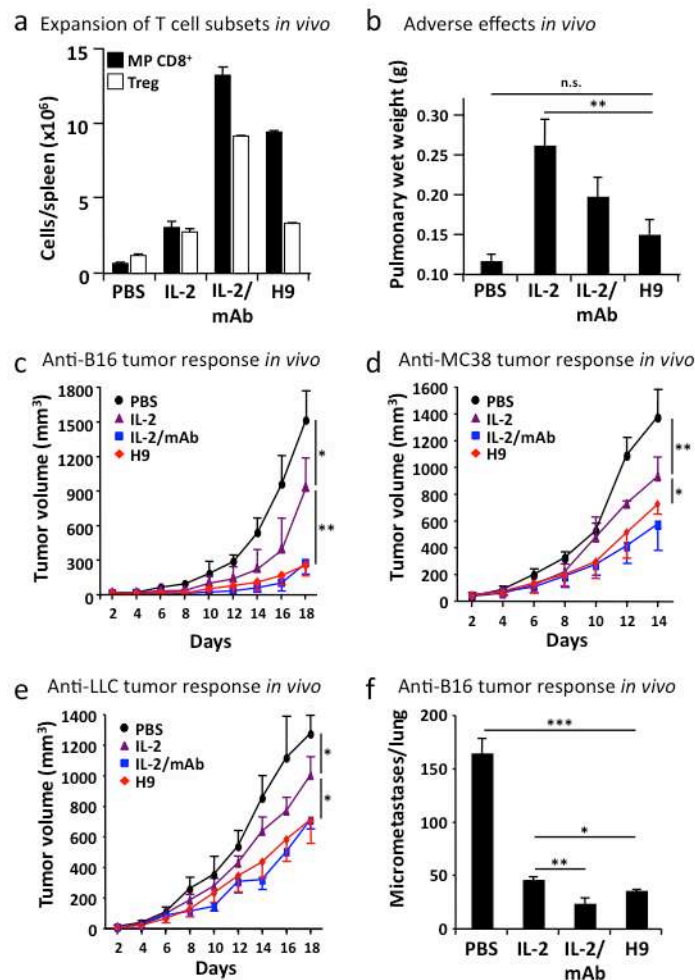 a Expansion of T cell subsets in vivo
MP CD8⁺
Treg
Cells/spleen (x10⁶)
15
10
5
0
PBS IL-2 IL-2/ H9
mAb
b Adverse effects in vivo
Pulmonary wet weight (g)
n.s.
**
0.30
0.25
0.20
0.15
0.10
PBS IL-2 IL-2/ H9
mAb
c Anti-B16 tumor response in vivo
Tumor volume (mm³)
1800
1500
1200
900
600
300
0
PBS
IL-2
IL-2/mAb
H9
*
**
2 4 6 8 10 12 14 16 18
Days
d Anti-MC38 tumor response in vivo
Tumor volume (mm³)
1600
1400
1200
1000
800
600
400
200
0
PBS
IL-2
IL-2/mAb
H9
**
*
2 4 6 8 10 12 14
Days
e Anti-LLC tumor response in vivo
Tumor volume (mm³)
1400
1200
1000
800
600
400
200
0
PBS
IL-2
IL-2/mAb
H9
*
*
2 4 6 8 10 12 14 16 18
Days
f Anti-B16 tumor response in vivo
Micrometastases/lung
200
150
100
50
0
***
*
**
PBS IL-2 IL-2/ H9
mAb